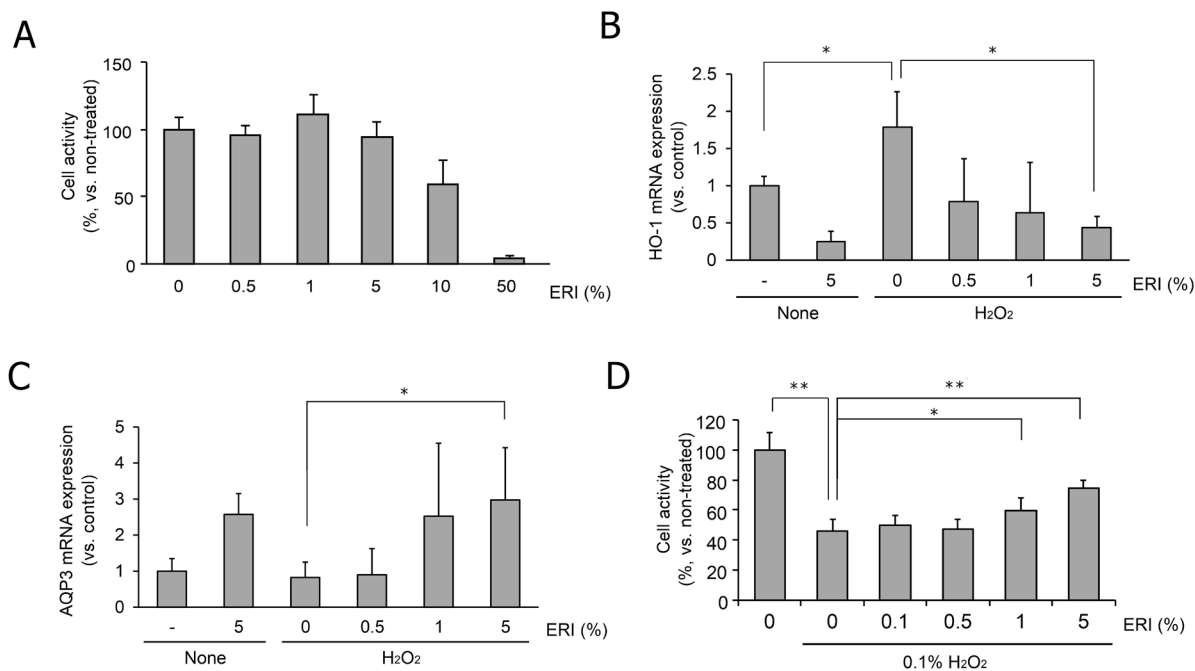 A
Cell activity
(%, vs. non-treated)
150
100
50
0
0 0.5 1 5 10 50 ERI (%)
B
HO-1 mRNA expression
(vs. control)
* *
2.5
2
1.5
1
0.5
0
- 5 0 0.5 1 5 ERI (%)
None H2O2
C
AQP3 mRNA expression
(vs. control)
*
5
4
3
2
1
0
- 5 0 0.5 1 5 ERI (%)
None H2O2
D
Cell activity
(%, vs. non-treated)
** **
*
120
100
80
60
40
20
0
0 0 0.1 0.5 1 5 ERI (%)
0.1% H2O2